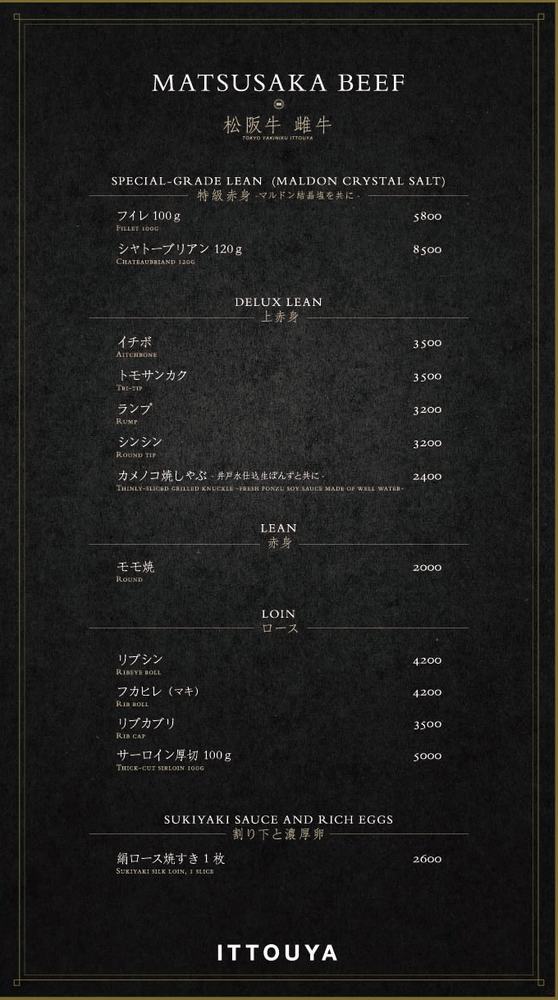 MATSUSAKA BEEF
松阪牛 雌牛
TOKYO YAKINIKU ITTOUYA
SPECIAL-GRADE LEAN (MALDON CRYSTAL SALT)
特級赤身 -マルドン結晶塩を共に-
フィレ 100g 5800
FILLET 100G
シャトーブリアン 120g 8500
CHATEAUBRIAND 120G
DELUX LEAN
上赤身
イチボ 3500
AITCHBONE
トモサンカク 3500
TRI-TIP
ランプ 3200
RUMP
シンシン 3200
ROUND TIP
カメノコ焼しゃぶ -井戸水仕込生ぽんずと共に- 2400
THINLY-SLICED GRILLED KNUCKLE -FRESH PONZU SOY SAUCE MADE OF WELL WATER-
LEAN
赤身
モモ焼 2000
ROUND
LOIN
ロース
リブシン 4200
RIBEYE ROLL
フカヒレ（マキ） 4200
RIB ROLL
リブカブリ 3500
RIB CAP
サーロイン厚切 100g 5000
THICK-CUT SIRLOIN 100G
SUKIYAKI SAUCE AND RICH EGGS
割り下と濃厚卵
絹ロース焼すき 1 枚 2600
SUKIYAKI SILK LOIN, 1 SLICE
ITTOUYA